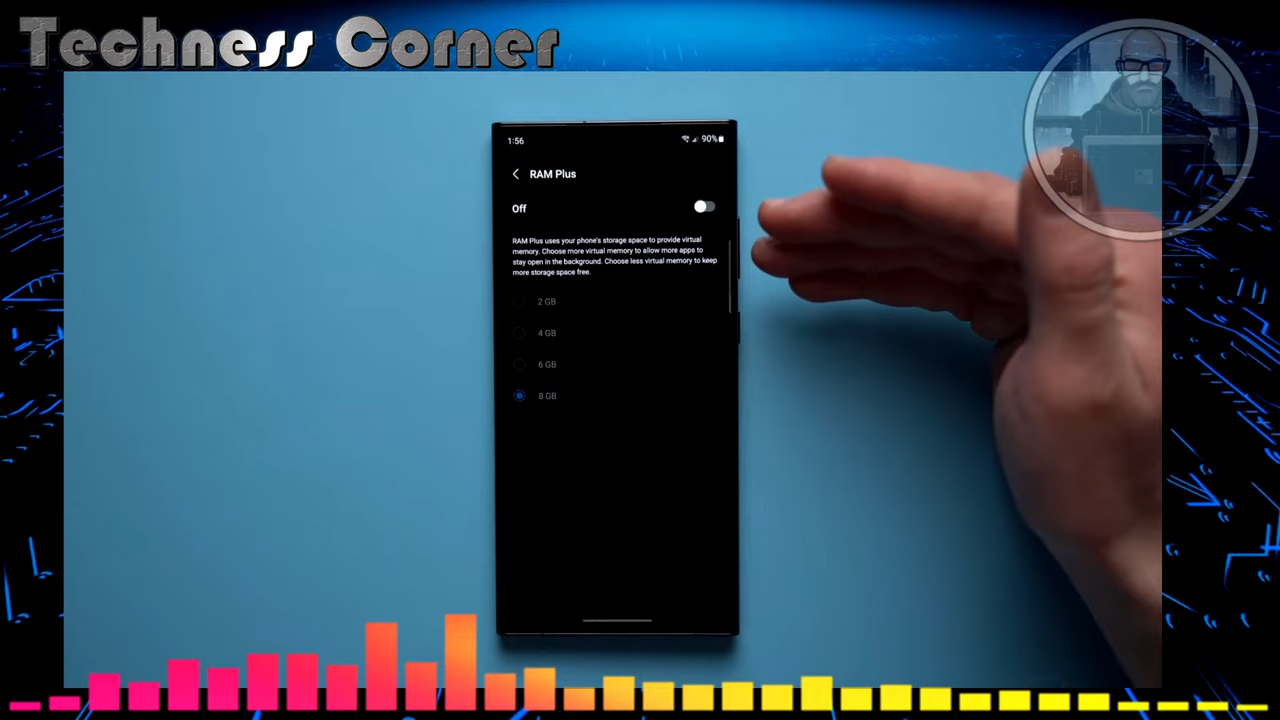 Techness Corner
1:56
90%
RAM Plus
Off
RAM Plus uses your phone's storage space to provide virtual
memory. Choose more virtual memory to allow more apps to
stay open in the background. Choose less virtual memory to keep
more storage space free.
2 GB
4 GB
6 GB
8 GB